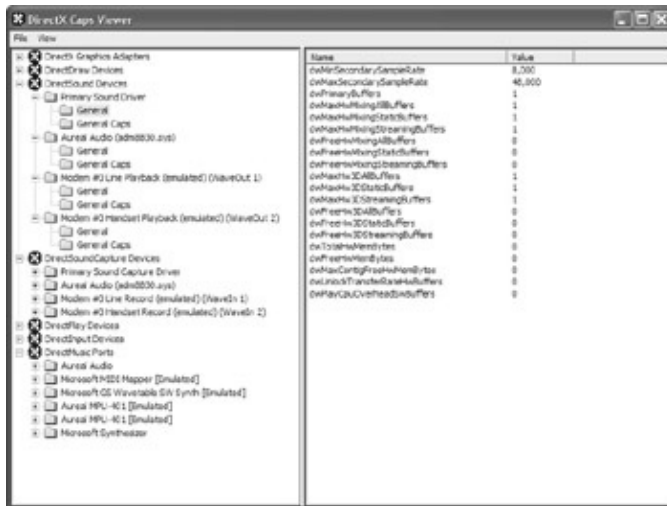 DirectX Caps Viewer
File View
DirectX Graphics Adapters
DirectDraw Devices
DirectSound Devices
Primary Sound Driver
General
General Caps
Aureal Audio (adm8830.sys)
General
General Caps
Modem #0 Line Playback (emulated) (WaveOut 1)
General
General Caps
Modem #0 Handset Playback (emulated) (WaveOut 2)
General
General Caps
DirectSoundCapture Devices
Primary Sound Capture Driver
Aureal Audio (adm8830.sys)
Modem #0 Line Record (emulated) (WaveIn 1)
Modem #0 Handset Record (emulated) (WaveIn 2)
DirectPlay Devices
DirectInput Devices
DirectMusic Ports
Aureal Audio
Microsoft MIDI Mapper [Emulated]
Microsoft GS Wavetable SW Synth [Emulated]
Aureal MPU-401 [Emulated]
Aureal MPU-401 [Emulated]
Microsoft Synthesizer
Name Value
dwMinSecondarySampleRate 8,000
dwMaxSecondarySampleRate 48,000
dwPrimaryBuffers 1
dwMaxHwMixingAllBuffers 1
dwMaxHwMixingStaticBuffers 1
dwMaxHwMixingStreamingBuffers 1
dwFreeHwMixingAllBuffers 0
dwFreeHwMixingStaticBuffers 0
dwFreeHwMixingStreamingBuffers 0
dwMaxHw3DAllBuffers 1
dwMaxHw3DStaticBuffers 1
dwMaxHw3DStreamingBuffers 1
dwFreeHw3DAllBuffers 0
dwFreeHw3DStaticBuffers 0
dwFreeHw3DStreamingBuffers 0
dwTotalHwMemBytes 0
dwFreeHwMemBytes 0
dwMaxContigFreeHwMemBytes 0
dwUnlockTransferRateHwBuffers 0
dwPlayCpuOverheadSwBuffers 0